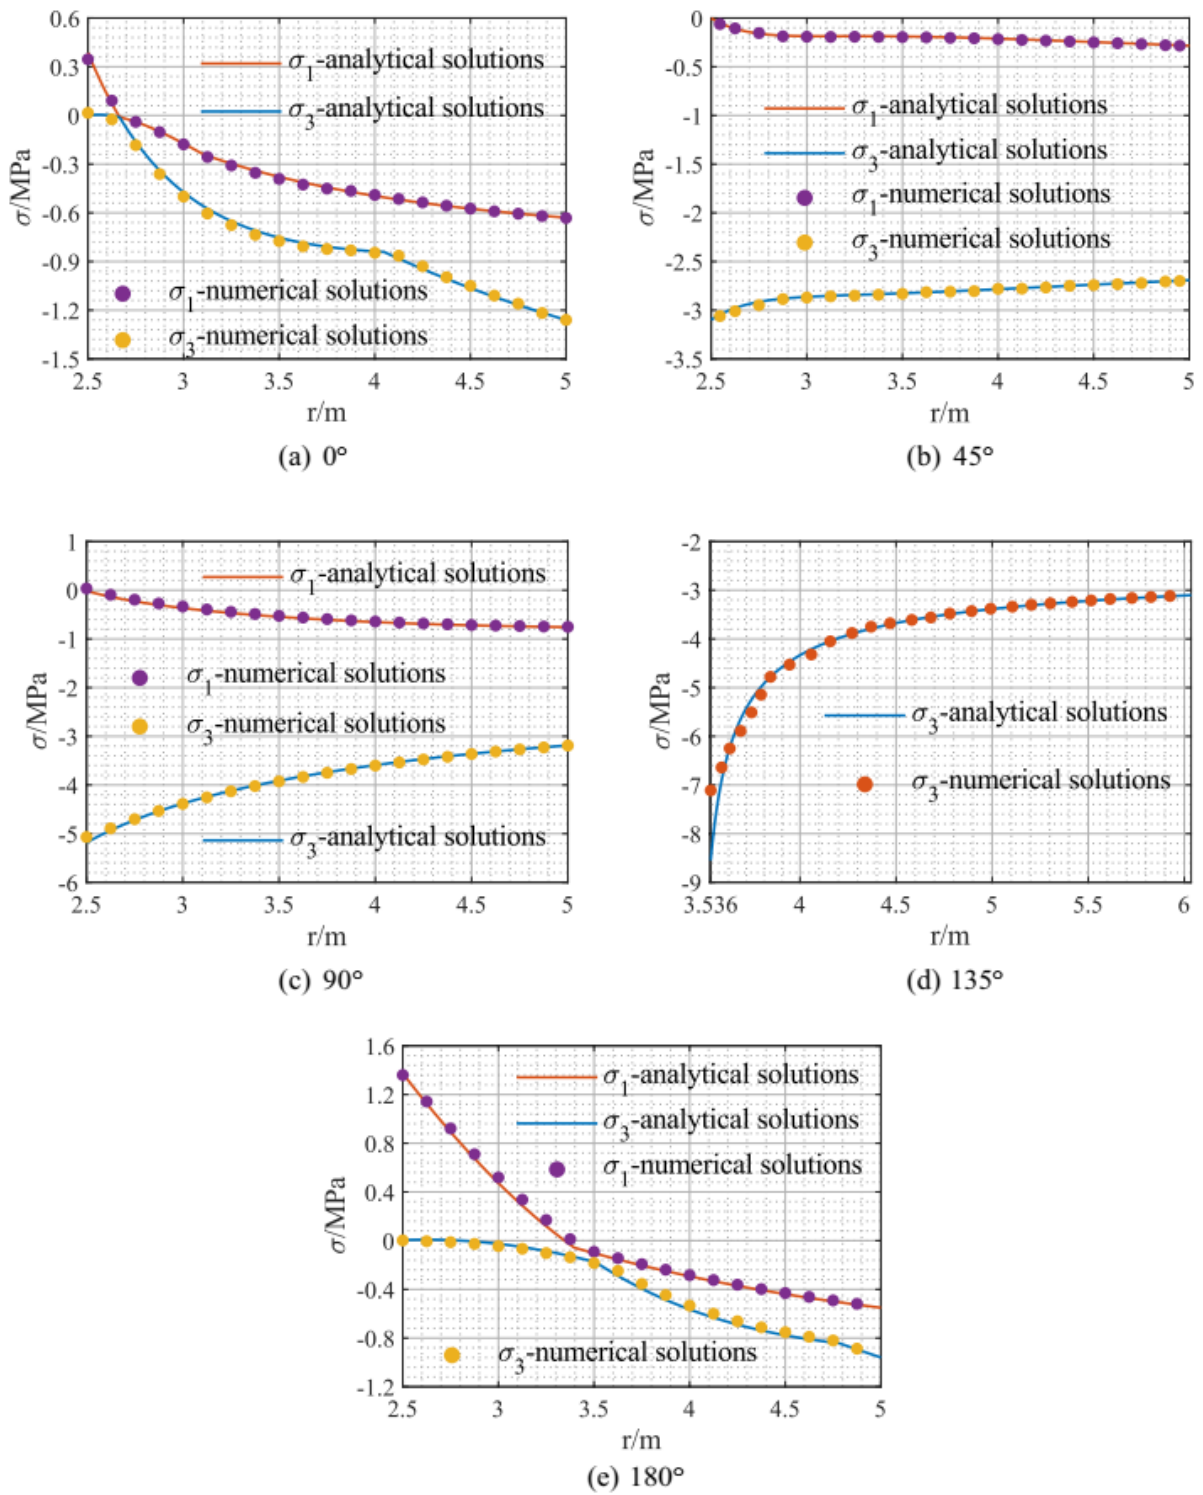 0.6
0.3
0
-0.3
-0.6
-0.9
-1.2
-1.5
σ/MPa
σ1-analytical solutions
σ3-analytical solutions
σ1-numerical solutions
σ3-numerical solutions
2.5 3 3.5 4 4.5 5
r/m
(a) 0°
0
-0.5
-1
-1.5
-2
-2.5
-3
-3.5
σ/MPa
σ1-analytical solutions
σ3-analytical solutions
σ1-numerical solutions
σ3-numerical solutions
2.5 3 3.5 4 4.5 5
r/m
(b) 45°
1
0
-1
-2
-3
-4
-5
-6
σ/MPa
σ1-analytical solutions
σ1-numerical solutions
σ3-numerical solutions
σ3-analytical solutions
2.5 3 3.5 4 4.5 5
r/m
(c) 90°
-2
-3
-4
-5
-6
-7
-8
-9
σ/MPa
σ3-analytical solutions
σ3-numerical solutions
3.536 4 4.5 5 5.5 6
r/m
(d) 135°
1.6
1.2
0.8
0.4
0
-0.4
-0.8
-1.2
σ/MPa
σ1-analytical solutions
σ3-analytical solutions
σ1-numerical solutions
σ3-numerical solutions
2.5 3 3.5 4 4.5 5
r/m
(e) 180°